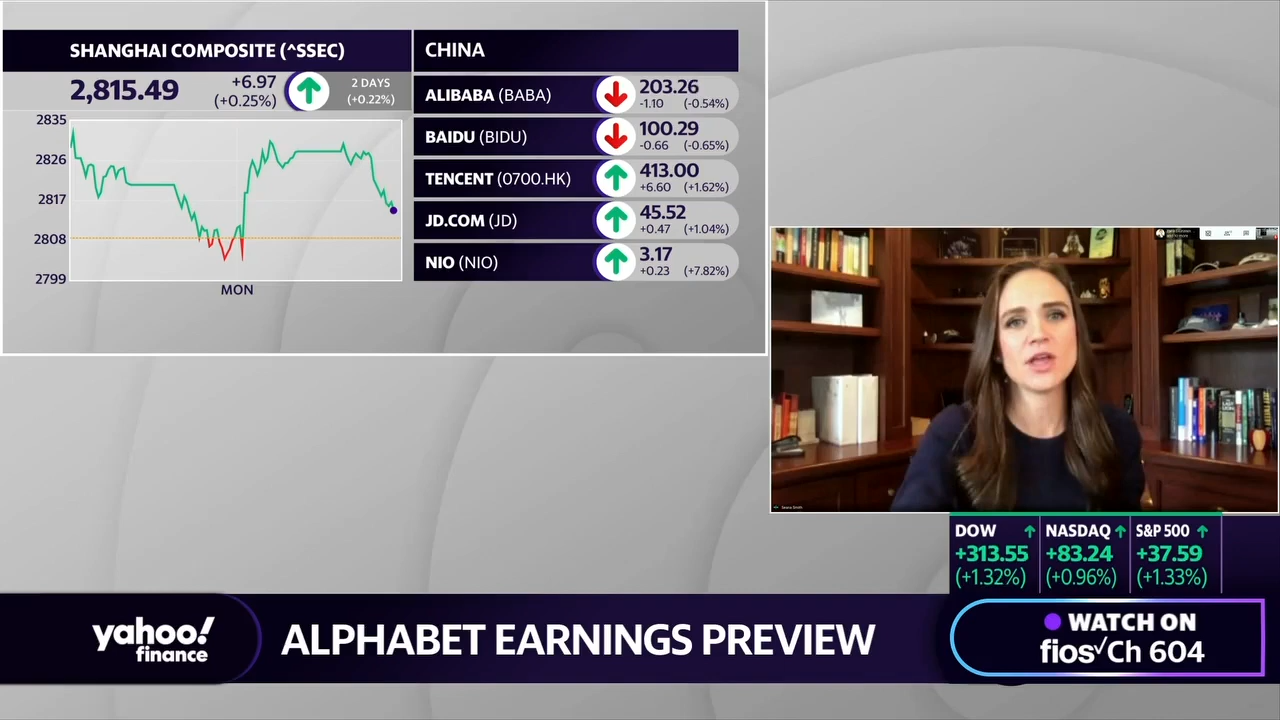 SHANGHAI COMPOSITE (^SSEC)
2,815.49
+6.97
(+0.25%)
2 DAYS
(+0.22%)
2835
2826
2817
2808
2799
MON
CHINA
ALIBABA (BABA)
203.26
-1.10 (-0.54%)
BAIDU (BIDU)
100.29
-0.66 (-0.65%)
TENCENT (0700.HK)
413.00
+6.60 (+1.62%)
JD.COM (JD)
45.52
+0.47 (+1.04%)
NIO (NIO)
3.17
+0.23 (+7.82%)
DOW
+313.55
(+1.32%)
NASDAQ
+83.24
(+0.96%)
S&P 500
+37.59
(+1.33%)
yahoo!
finance
ALPHABET EARNINGS PREVIEW
WATCH ON
fios✓Ch 604